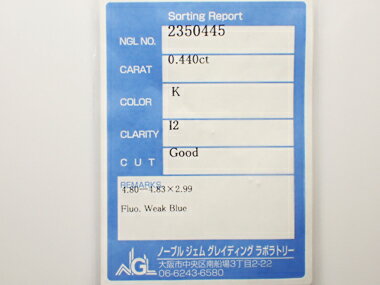 Sorting Report
NGL NO. 2350445
CARAT 0.440ct
COLOR K
CLARITY I2
C U T Good
REMARKS
4.80-4.83×2.99
Fluo. Weak Blue
NGL ノーブル ジェム グレイディング ラボラトリー
大阪市中央区南船場3丁目2-22
06-6243-6580